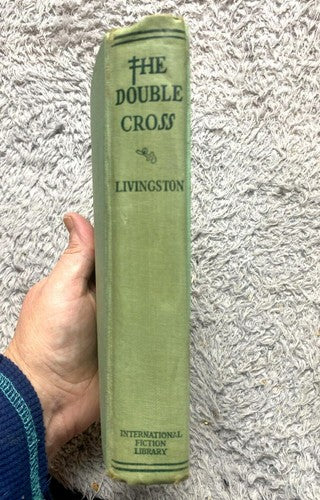 THE
DOUBLE
CROSS
LIVINGSTON
INTERNATIONAL
FICTION
LIBRARY